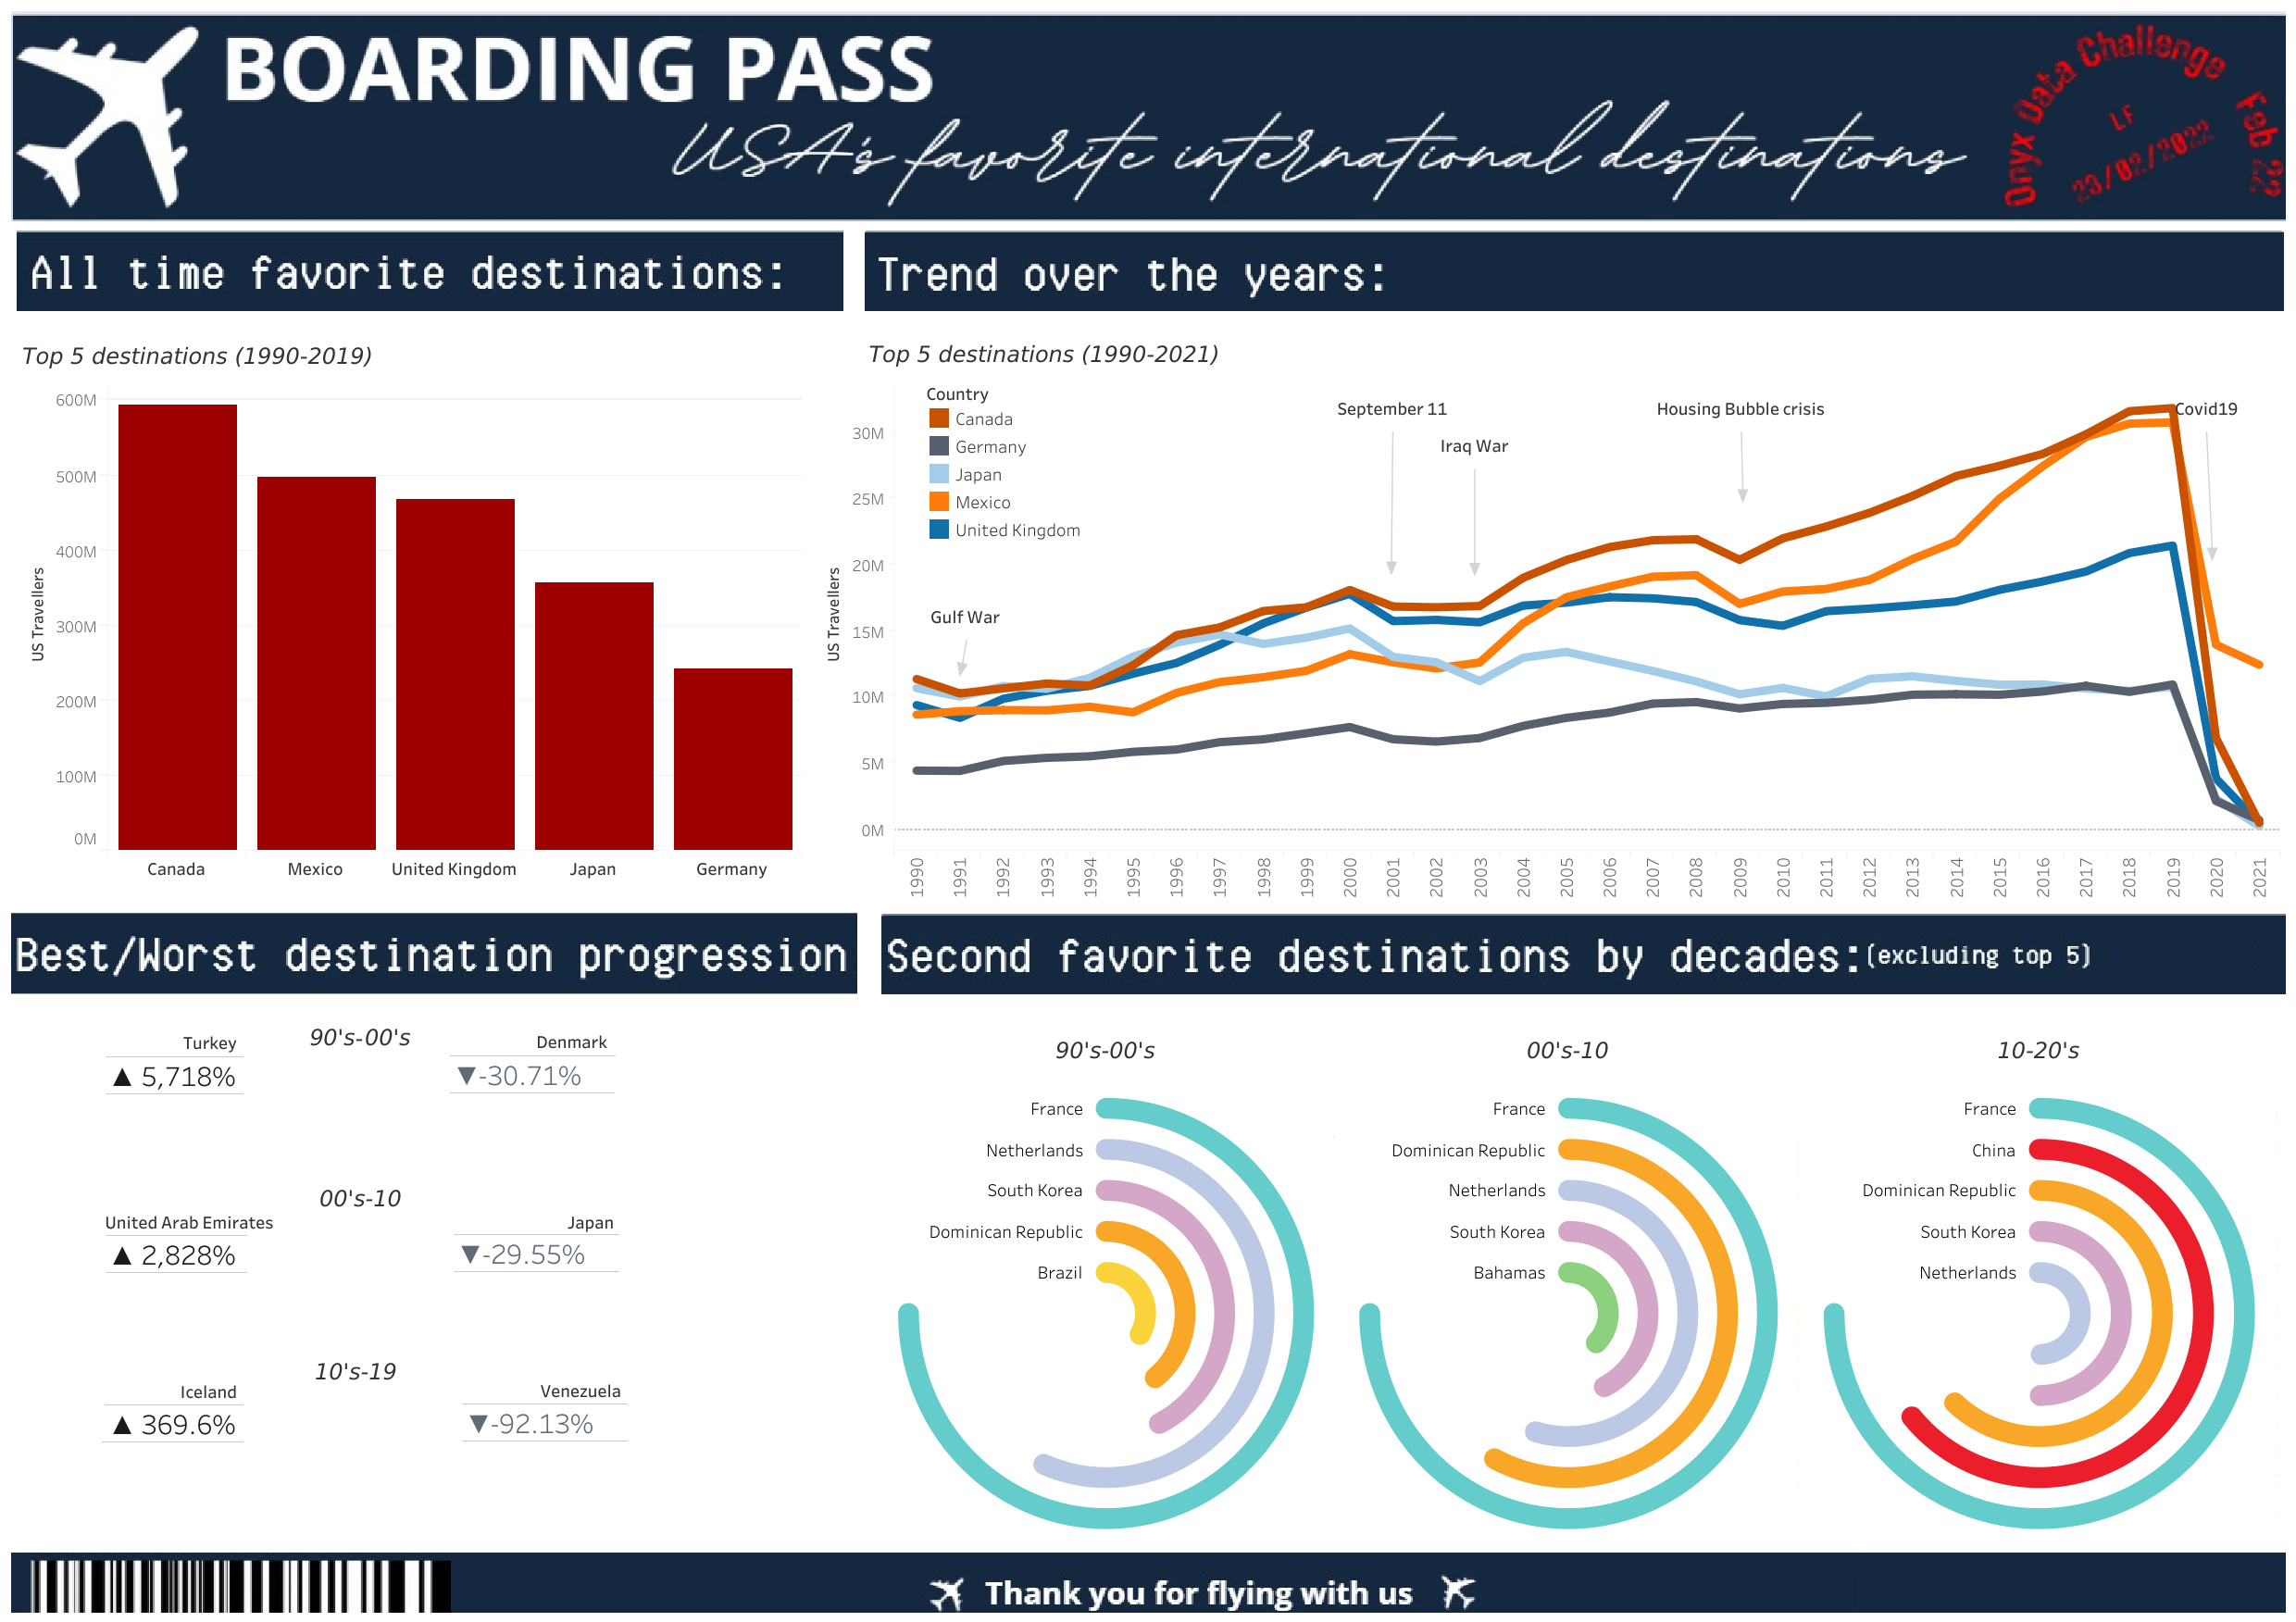 BOARDING PASS
USA's favorite international destinations
Onyx Data Challenge Feb 22
LF
23/02/2022
All time favorite destinations:
Trend over the years:
Top 5 destinations (1990-2019)
US Travellers
600M
500M
400M
300M
200M
100M
0M
Canada Mexico United Kingdom Japan Germany
Top 5 destinations (1990-2021)
US Travellers
30M
25M
20M
15M
10M
5M
0M
Country
Canada
Germany
Japan
Mexico
United Kingdom
Gulf War
September 11
Iraq War
Housing Bubble crisis
Covid19
1990 1991 1992 1993 1994 1995 1996 1997 1998 1999 2000 2001 2002 2003 2004 2005 2006 2007 2008 2009 2010 2011 2012 2013 2014 2015 2016 2017 2018 2019 2020 2021
Best/Worst destination progression
90's-00's
Turkey
▲ 5,718%
Denmark
▼-30.71%
00's-10
United Arab Emirates
▲ 2,828%
Japan
▼-29.55%
10's-19
Iceland
▲ 369.6%
Venezuela
▼-92.13%
Second favorite destinations by decades:(excluding top 5)
90's-00's
France
Netherlands
South Korea
Dominican Republic
Brazil
00's-10
France
Dominican Republic
Netherlands
South Korea
Bahamas
10-20's
France
China
Dominican Republic
South Korea
Netherlands
Thank you for flying with us